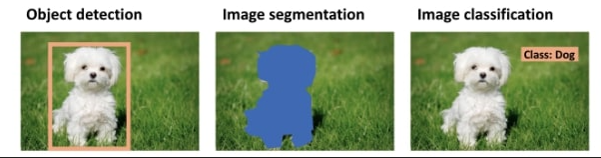 Object detection
Image segmentation
Image classification
Class: Dog